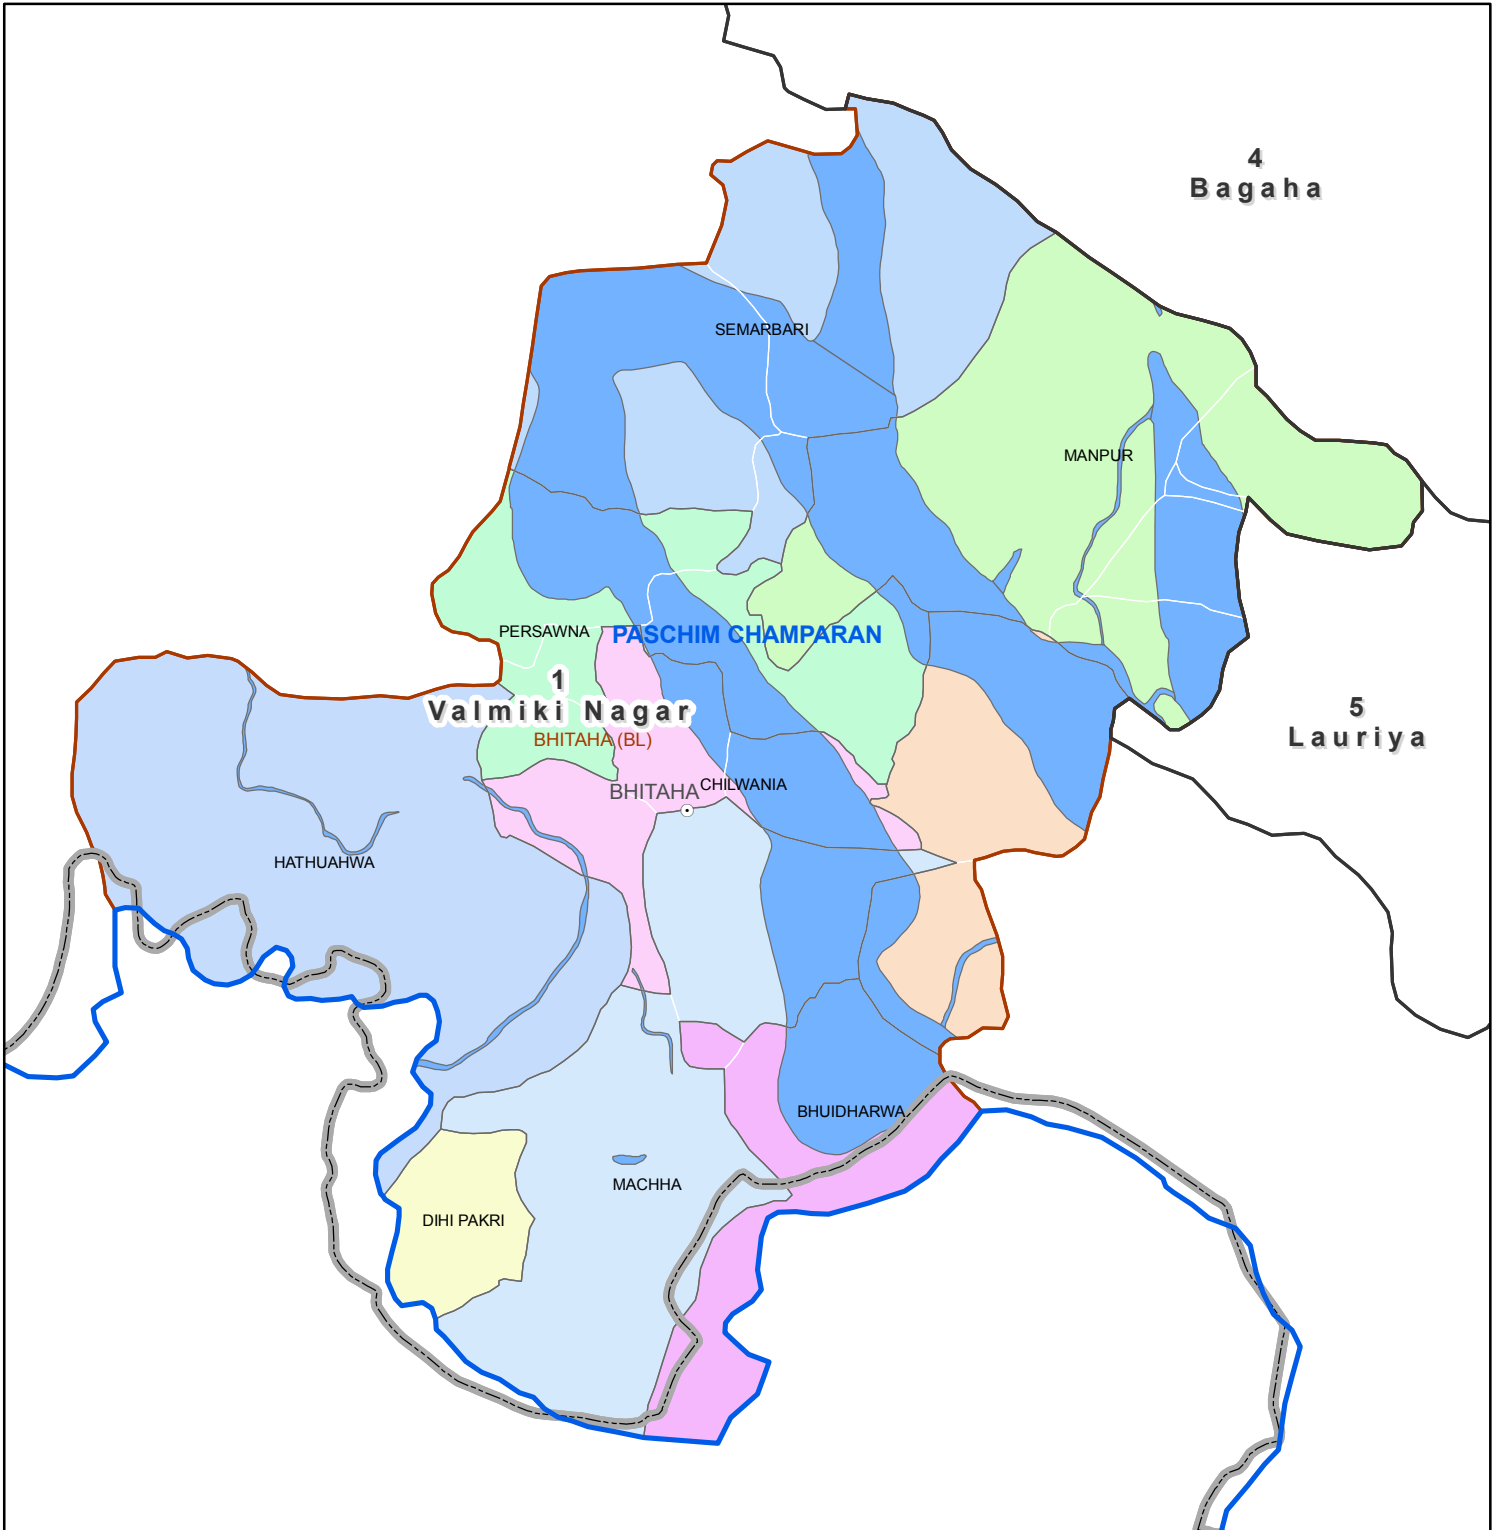 4
Bagaha
SEMARBARI
MANPUR
PERSAWNA
PASCHIM CHAMPARAN
1
Valmiki Nagar
5
Lauriya
BHITAHA (BL)
BHITAHA
CHILWANIA
HATHUAHWA
BHUIDHARWA
MACHHA
DIHI PAKRI